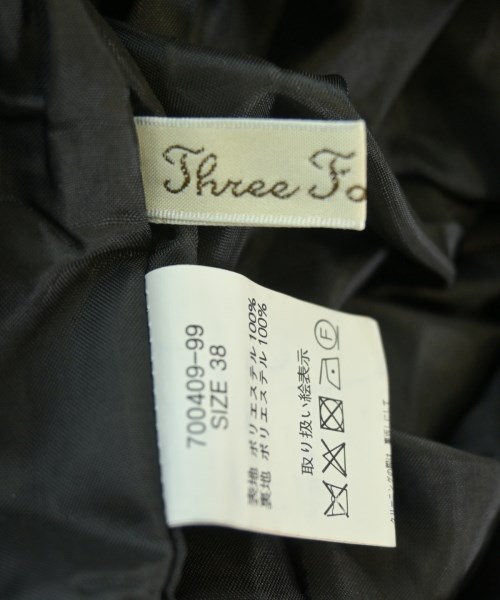 Three Fo
700409-99
SIZE 38
表地 ポリエステル 100%
裏地 ポリエステル 100%
取り扱い絵表示
F